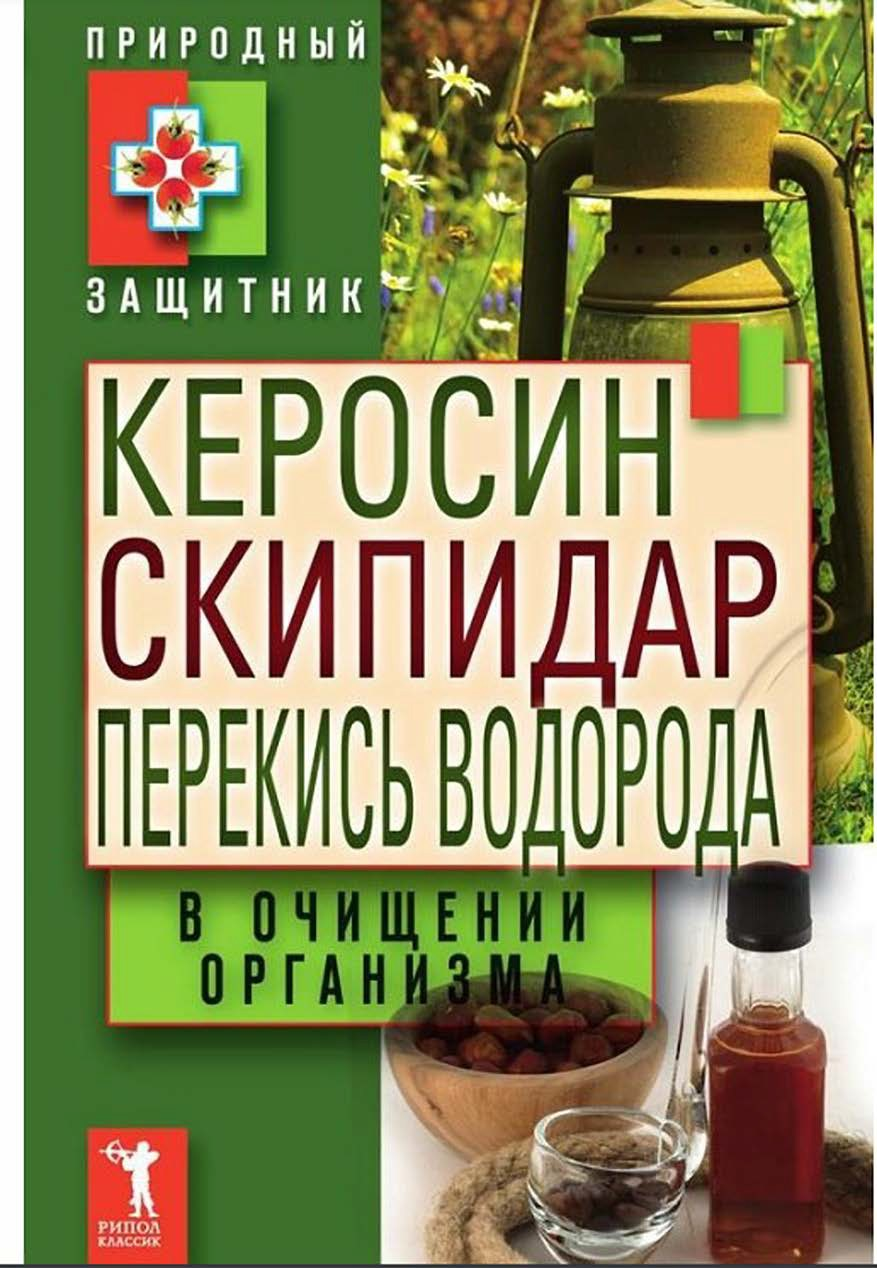 ПРИРОДНЫЙ
ЗАЩИТНИК
КЕРОСИН
СКИПИДАР
ПЕРЕКИСЬ ВОДОРОДА
В ОЧИЩЕНИИ
ОРГАНИЗМА
РИПОЛ
КЛАССИК